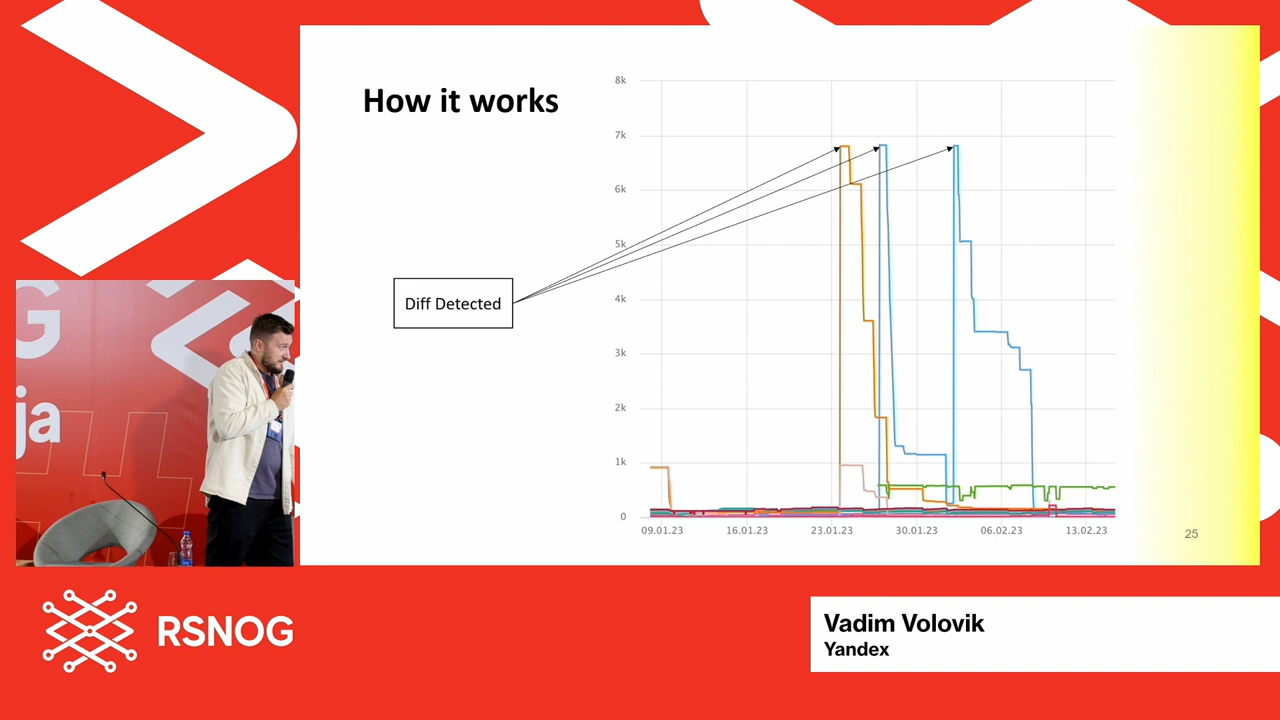 How it works
8k
7k
6k
5k
4k
3k
2k
1k
0
09.01.23 16.01.23 23.01.23 30.01.23 06.02.23 13.02.23
Diff Detected
25
G
ja
RSNOG
Vadim Volovik
Yandex